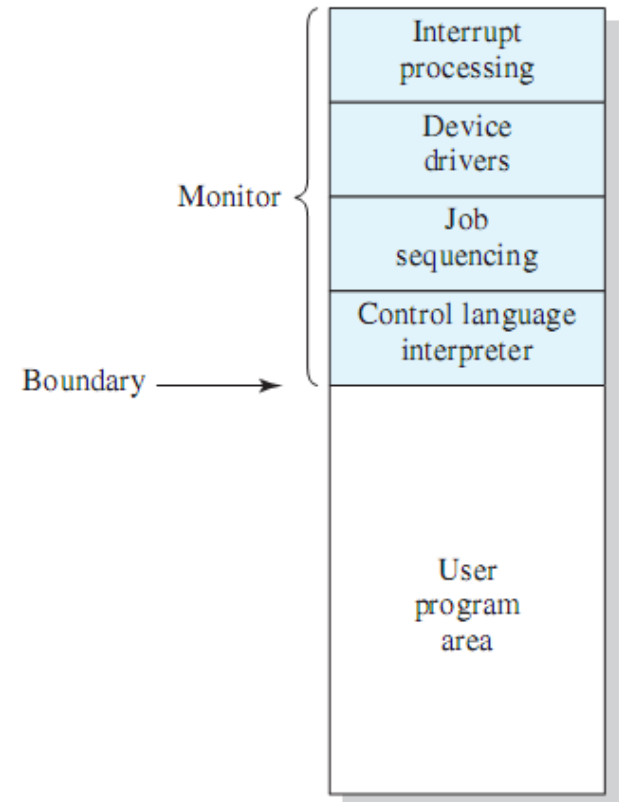 Interrupt
processing
Device
drivers
Monitor
Job
sequencing
Control language
interpreter
Boundary
User
program
area